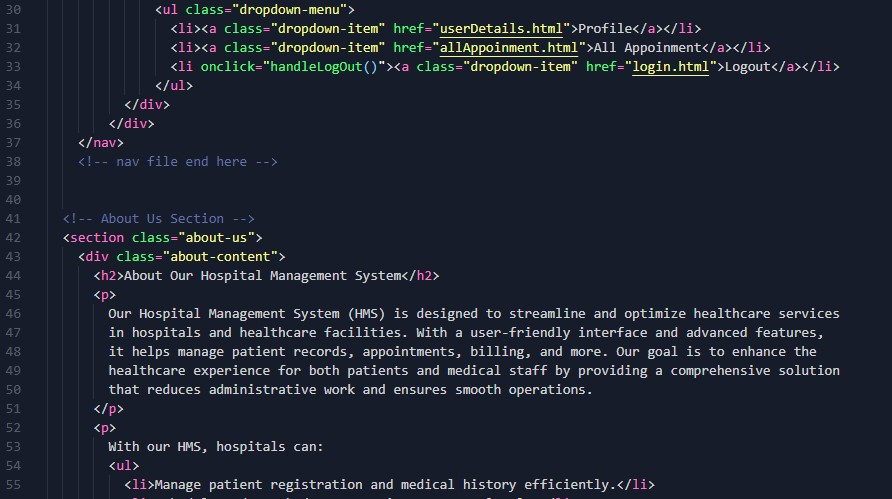 30 <ul class="dropdown-menu">
31 <li><a class="dropdown-item" href="userDetails.html">Profile</a></li>
32 <li><a class="dropdown-item" href="allAppoinment.html">All Appoinment</a></li>
33 <li onclick="handleLogOut()"><a class="dropdown-item" href="login.html">Logout</a></li>
34 </ul>
35 </div>
36 </div>
37 </nav>
38 <!-- nav file end here -->
39
40
41 <!-- About Us Section -->
42 <section class="about-us">
43 <div class="about-content">
44 <h2>About Our Hospital Management System</h2>
45 <p>
46 Our Hospital Management System (HMS) is designed to streamline and optimize healthcare services
47 in hospitals and healthcare facilities. With a user-friendly interface and advanced features,
48 it helps manage patient records, appointments, billing, and more. Our goal is to enhance the
49 healthcare experience for both patients and medical staff by providing a comprehensive solution
50 that reduces administrative work and ensures smooth operations.
51 </p>
52 <p>
53 With our HMS, hospitals can:
54 <ul>
55 <li>Manage patient registration and medical history efficiently.</li>